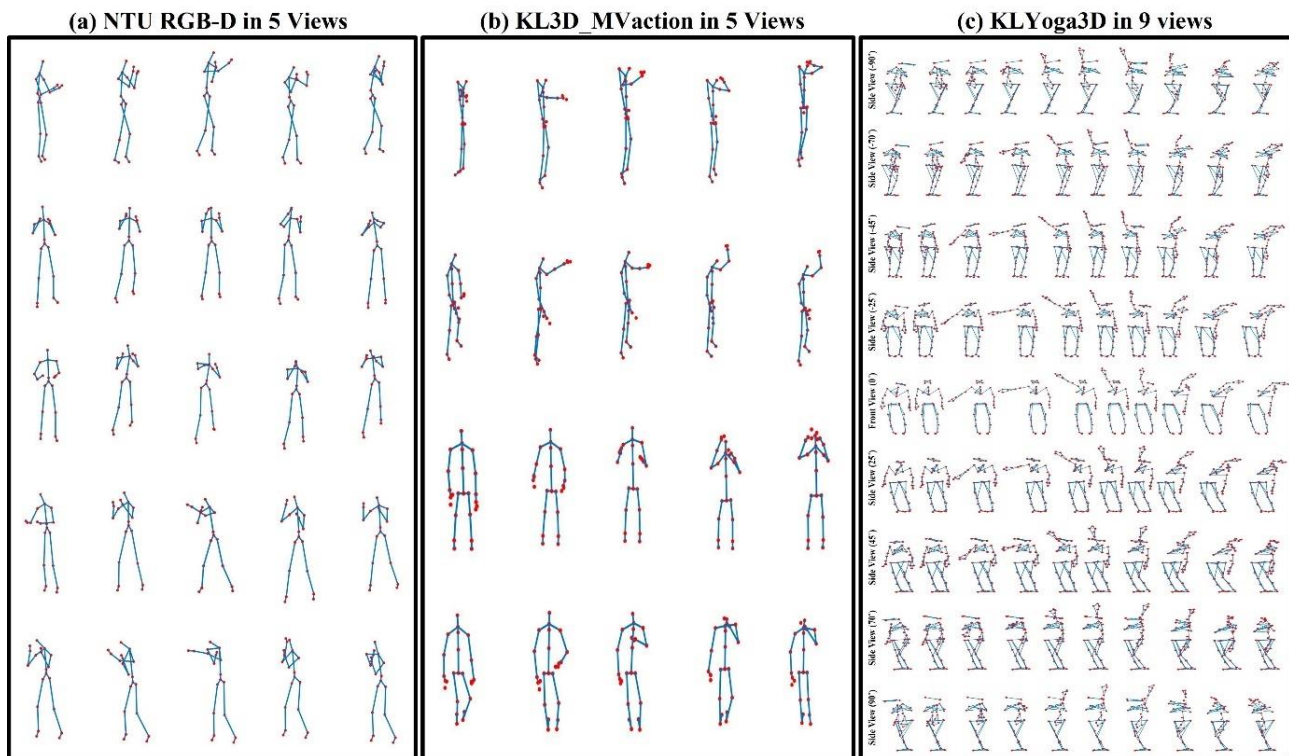 (a) NTU RGB-D in 5 Views
(b) KL3D_MVaction in 5 Views
(c) KLYoga3D in 9 views
Side View (-90°)
Side View (-70°)
Side View (-45°)
Side View (-25°)
Front View (0°)
Side View (25°)
Side View (45°)
Side View (70°)
Side View (90°)